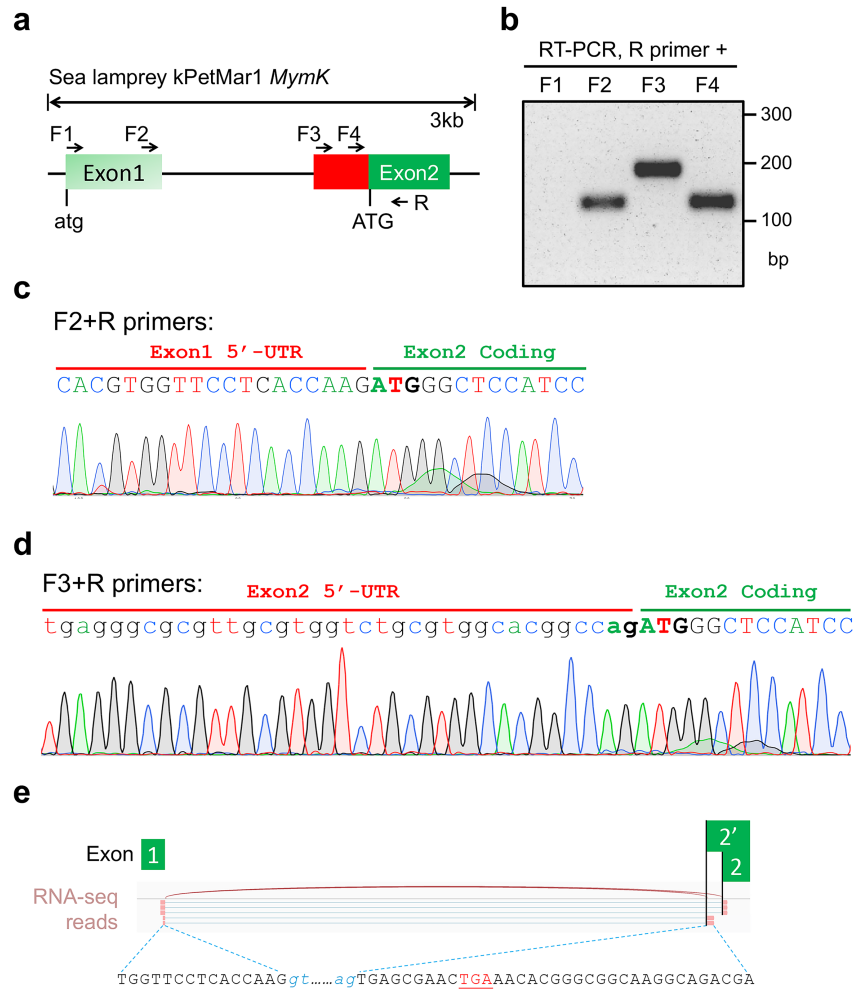 a
Sea lamprey kPetMar1 MymK
3kb
F1 F2 F3 F4
Exon1 Exon2
R
atg ATG
b
RT-PCR, R primer +
F1 F2 F3 F4
300
200
100
bp
c
F2+R primers:
Exon1 5’-UTR Exon2 Coding
CACGTGGTTCCTCACCAAGATGGGCTCCATCC
d
F3+R primers:
Exon2 5’-UTR Exon2 Coding
tgagggcgcgttgcgtggtctgcgtggcacggccagATGGGCTCCATCC
e
Exon 1 2’
2
RNA-seq
reads
TGGTTCCTCACCAAGgt……agTGAGCGAACTGAAACACGGGCGGCAAGGCAGACGA